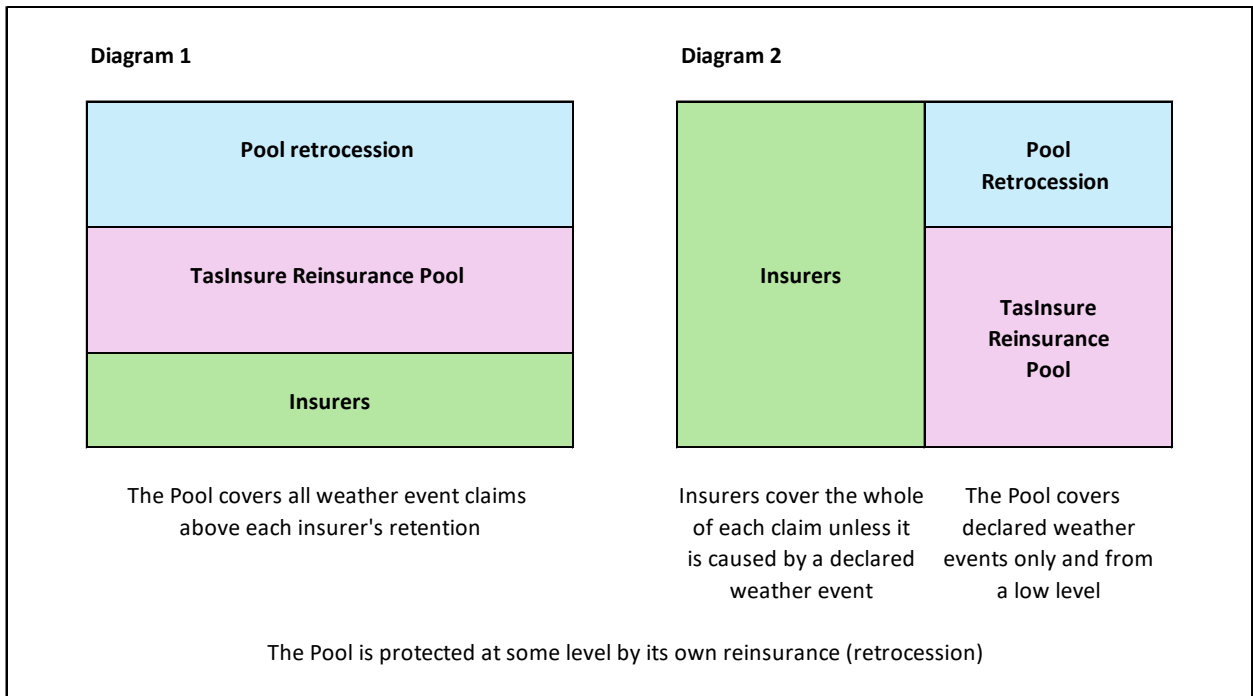 Diagram 1
Pool retrocession
TasInsure Reinsurance Pool
Insurers
The Pool covers all weather event claims
above each insurer's retention
Diagram 2
Insurers
Pool
Retrocession
TasInsure
Reinsurance
Pool
Insurers cover the whole
of each claim unless it
is caused by a declared
weather event
The Pool covers
declared weather
events only and from
a low level
The Pool is protected at some level by its own reinsurance (retrocession)